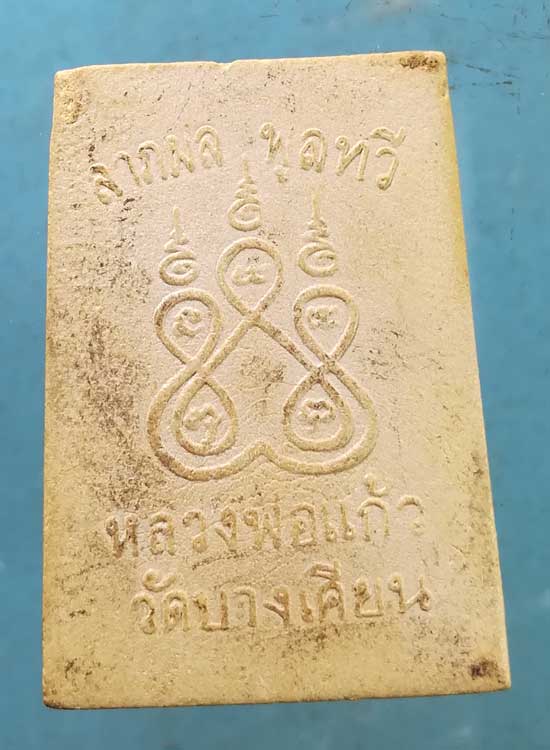 ลาภผล พูลทวี
หลวงพ่อแก้ว
วัดบางเคียน